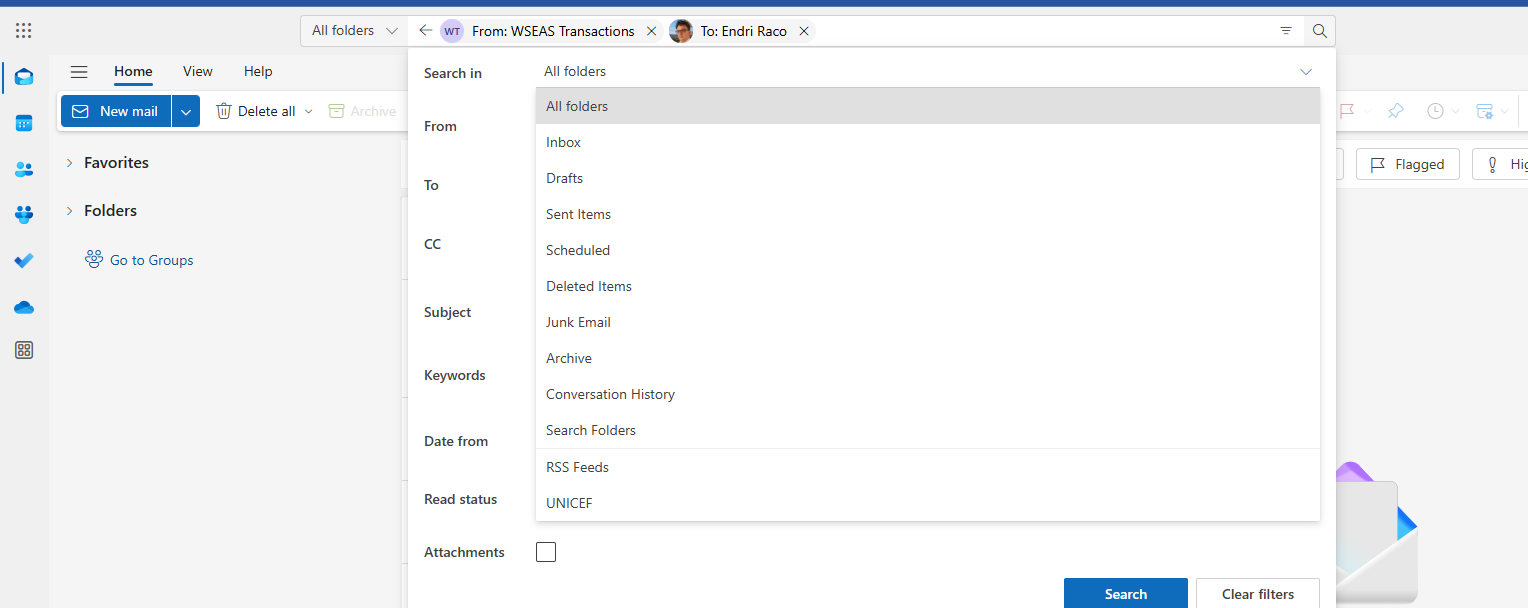 All folders
WT From: WSEAS Transactions To: Endri Raco
Home View Help
New mail Delete all Archive
Favorites
Folders
Go to Groups
Search in All folders
From
To
CC
Subject
Keywords
Date from
Read status
Attachments
All folders
Inbox
Drafts
Sent Items
Scheduled
Deleted Items
Junk Email
Archive
Conversation History
Search Folders
RSS Feeds
UNICEF
Search Clear filters
Flagged